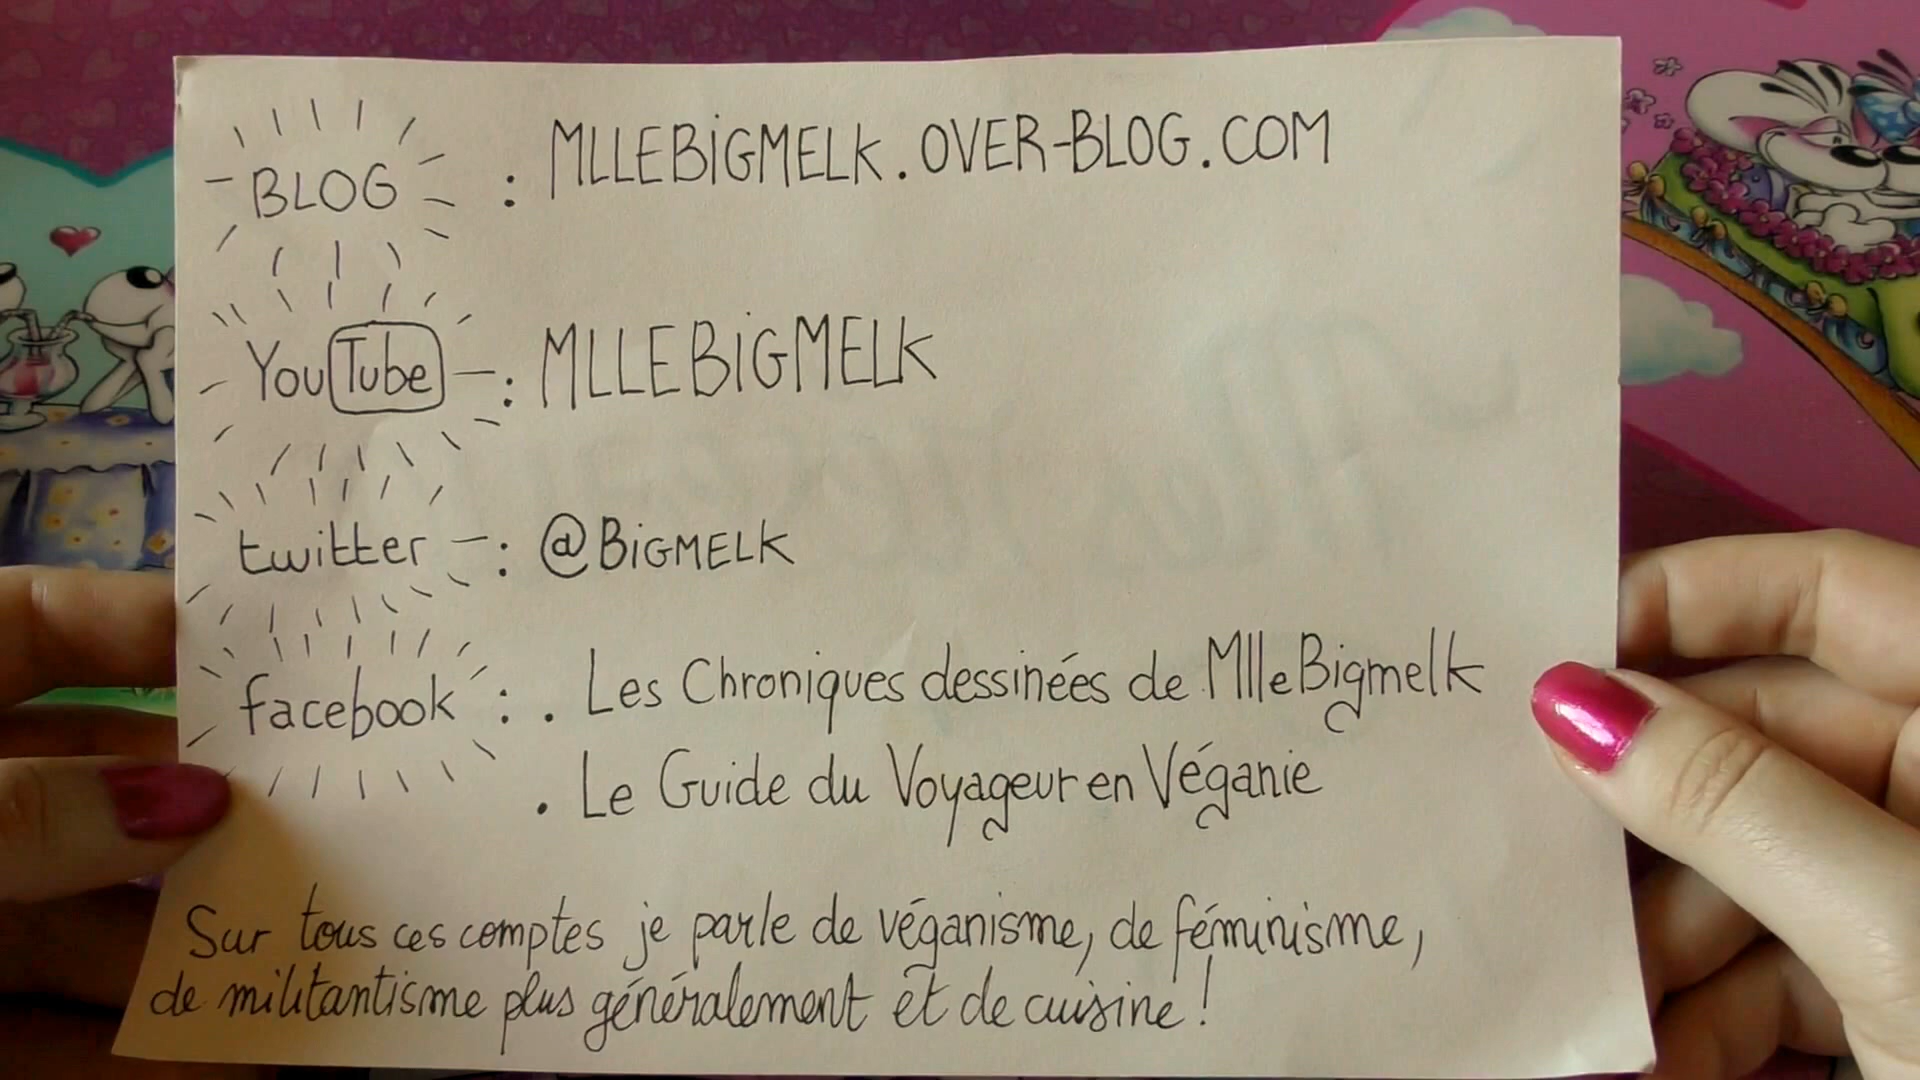 BLOG : MLLEBIGMELK.OVER-BLOG.COM
YouTube : MLLEBIGMELK
twitter : @BIGMELK
facebook : . Les Chroniques dessinées de MlleBigmelk
. Le Guide du Voyageur en Véganie
Sur tous ces comptes je parle de véganisme, de féminisme,
de militantisme plus généralement et de cuisine !